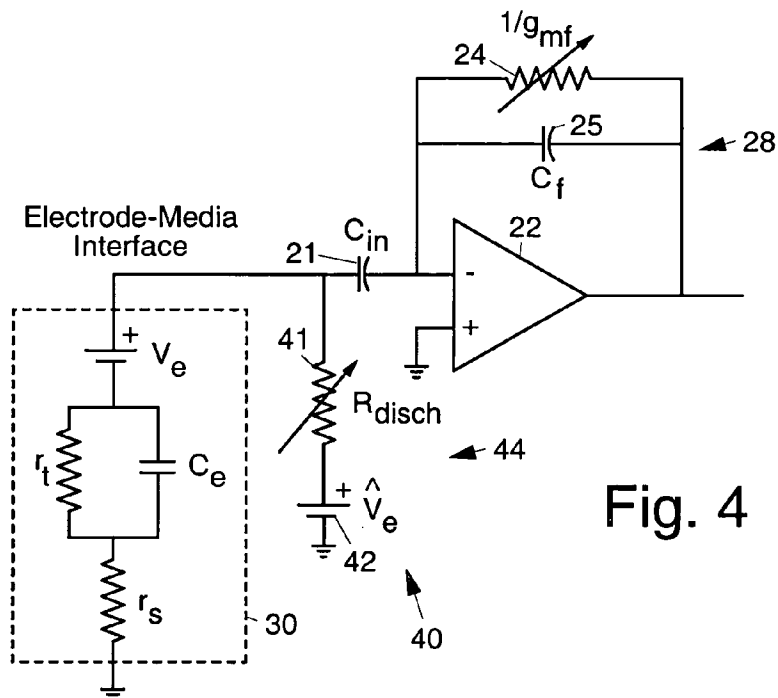 1/gmf
24
25
28
Cf
Electrode-Media
Interface
21
Cin
22
-
+
+
Ve
41
Rdisch
44
rt
Ce
+
V̂e
42
Fig. 4
rs
30
40